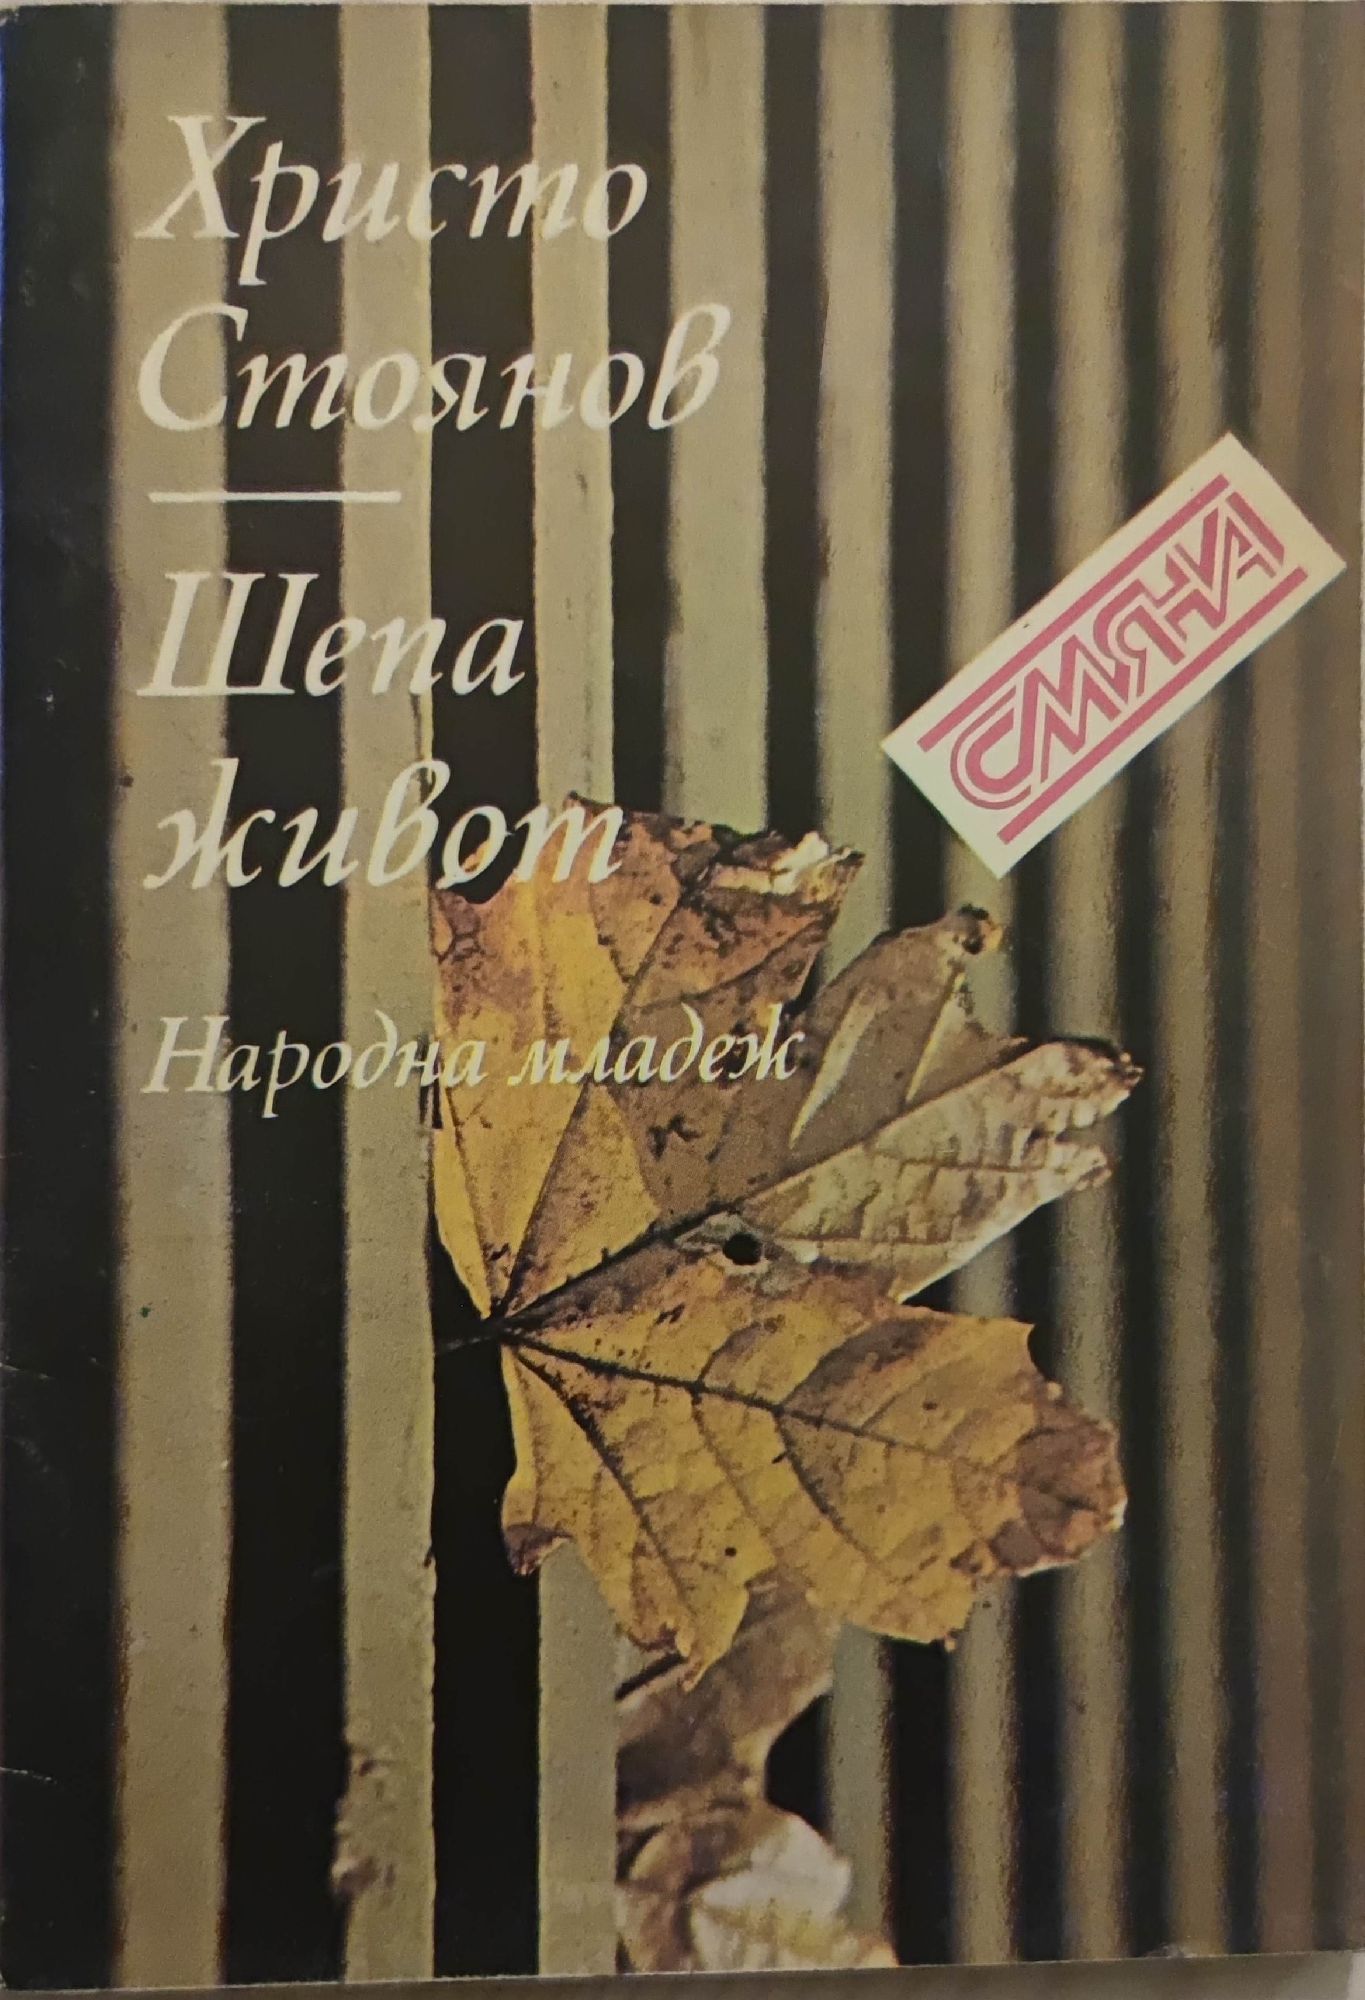 Христо
Стоянов
Шепа
живот
Народна младеж
СМЯНА